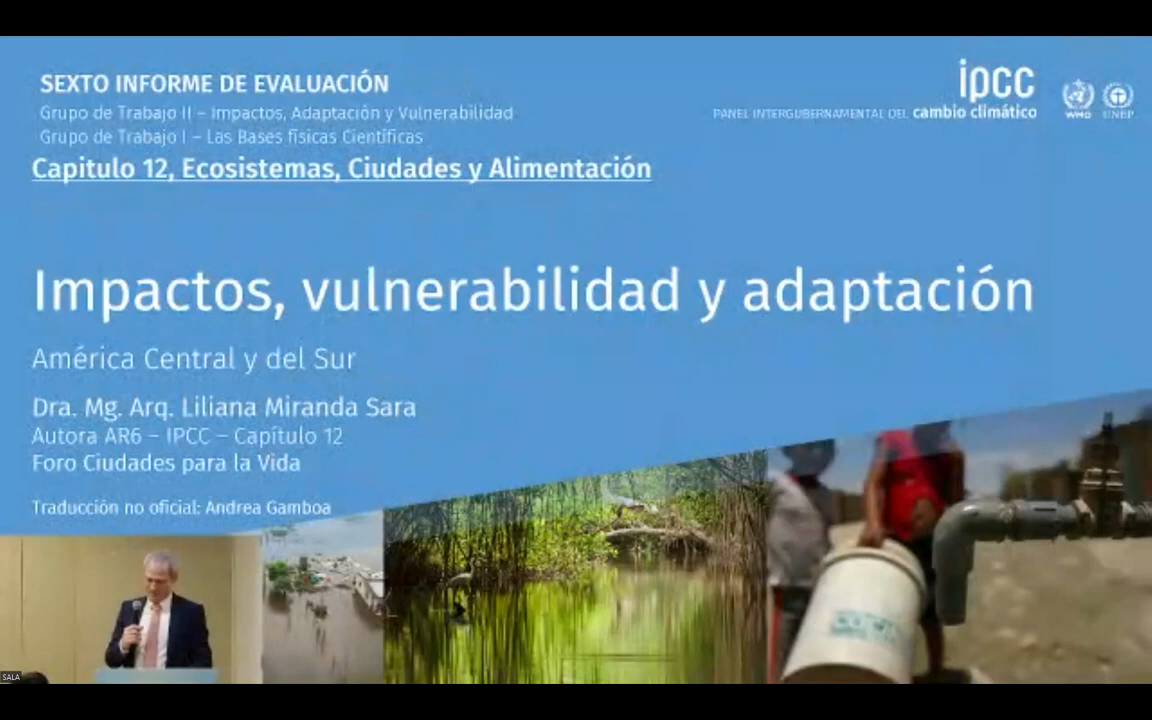 SEXTO INFORME DE EVALUACIÓN
Grupo de Trabajo II – Impactos, Adaptación y Vulnerabilidad
Grupo de Trabajo I – Las Bases físicas Científicas
Capitulo 12, Ecosistemas, Ciudades y Alimentación
ipcc
PANEL INTERGUBERNAMENTAL DEL cambio climático
WMO
UNEP
Impactos, vulnerabilidad y adaptación
América Central y del Sur
Dra. Mg. Arq. Liliana Miranda Sara
Autora AR6 – IPCC – Capítulo 12
Foro Ciudades para la Vida
Traducción no oficial: Andrea Gamboa
SALA